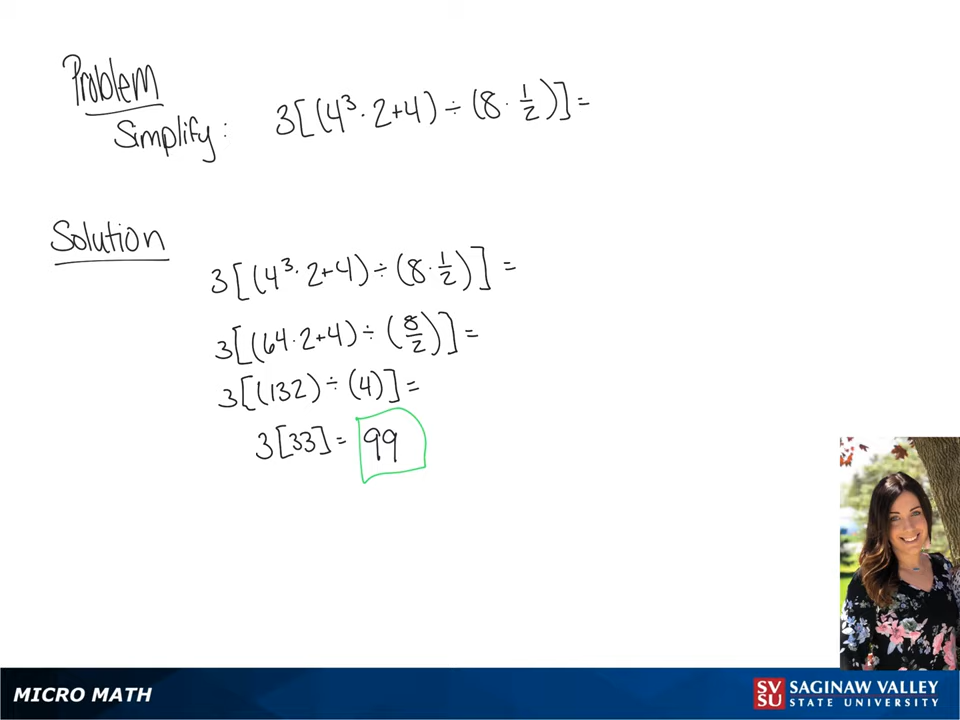 Problem
Simplify: 3[(4³·2+4)÷(8·1/2)]=
Solution
3[(4³·2+4)÷(8·1/2)]=
3[(64·2+4)÷(8/2)]=
3[(132)÷(4)]=
3[33]=99
MICRO MATH
SV
SU
SAGINAW VALLEY
STATE UNIVERSITY